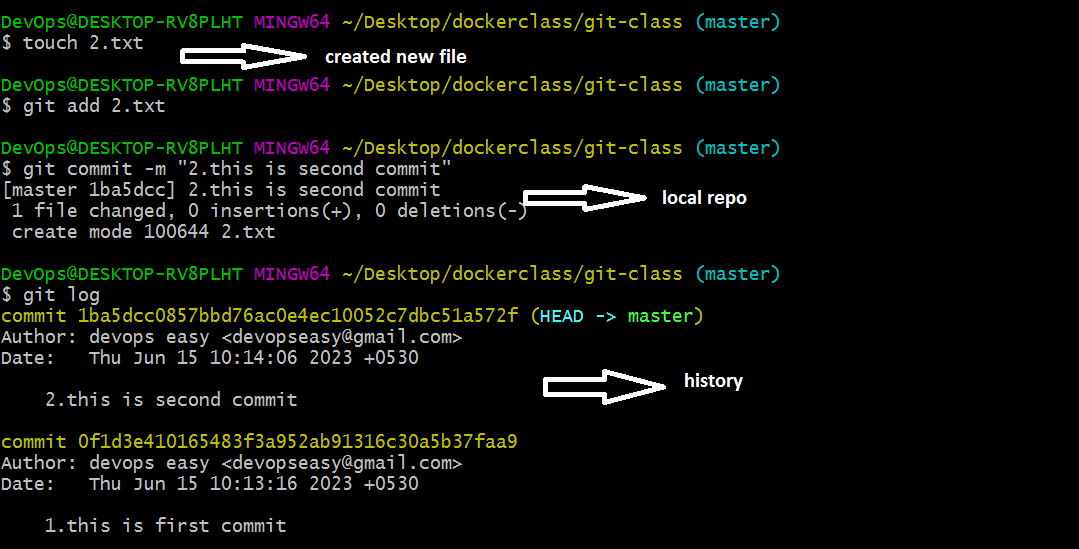 DevOps@DESKTOP-RV8PLHT MINGW64 ~/Desktop/dockerclass/git-class (master)
$ touch 2.txt
created new file
DevOps@DESKTOP-RV8PLHT MINGW64 ~/Desktop/dockerclass/git-class (master)
$ git add 2.txt
DevOps@DESKTOP-RV8PLHT MINGW64 ~/Desktop/dockerclass/git-class (master)
$ git commit -m "2.this is second commit"
[master 1ba5dcc] 2.this is second commit
local repo
1 file changed, 0 insertions(+), 0 deletions(-)
create mode 100644 2.txt
DevOps@DESKTOP-RV8PLHT MINGW64 ~/Desktop/dockerclass/git-class (master)
$ git log
commit 1ba5dcc0857bbd76ac0e4ec10052c7dbc51a572f (HEAD -> master)
Author: devops easy <devopseasy@gmail.com>
Date:   Thu Jun 15 10:14:06 2023 +0530
history
2.this is second commit
commit 0f1d3e410165483f3a952ab91316c30a5b37faa9
Author: devops easy <devopseasy@gmail.com>
Date:   Thu Jun 15 10:13:16 2023 +0530
1.this is first commit